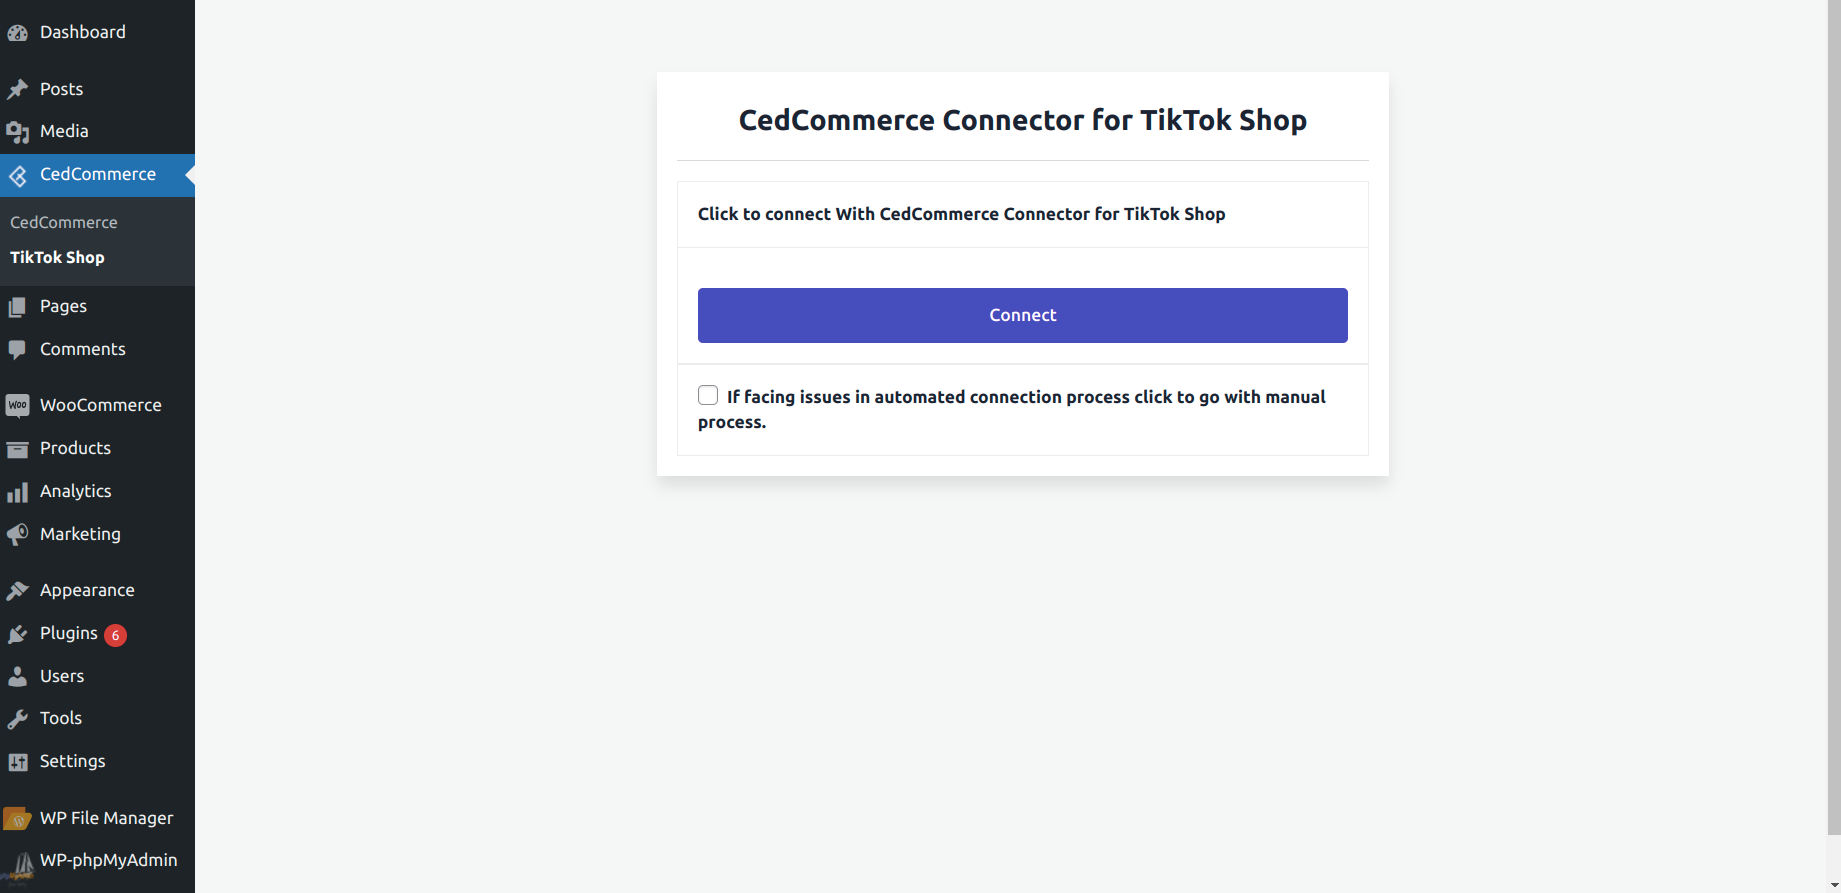 Dashboard
Posts
Media
CedCommerce
CedCommerce
TikTok Shop
Pages
Comments
Woo WooCommerce
Products
Analytics
Marketing
Appearance
Plugins 6
Users
Tools
Settings
WP File Manager
WP-phpMyAdmin
CedCommerce Connector for TikTok Shop
Click to connect With CedCommerce Connector for TikTok Shop
Connect
If facing issues in automated connection process click to go with manual
process.